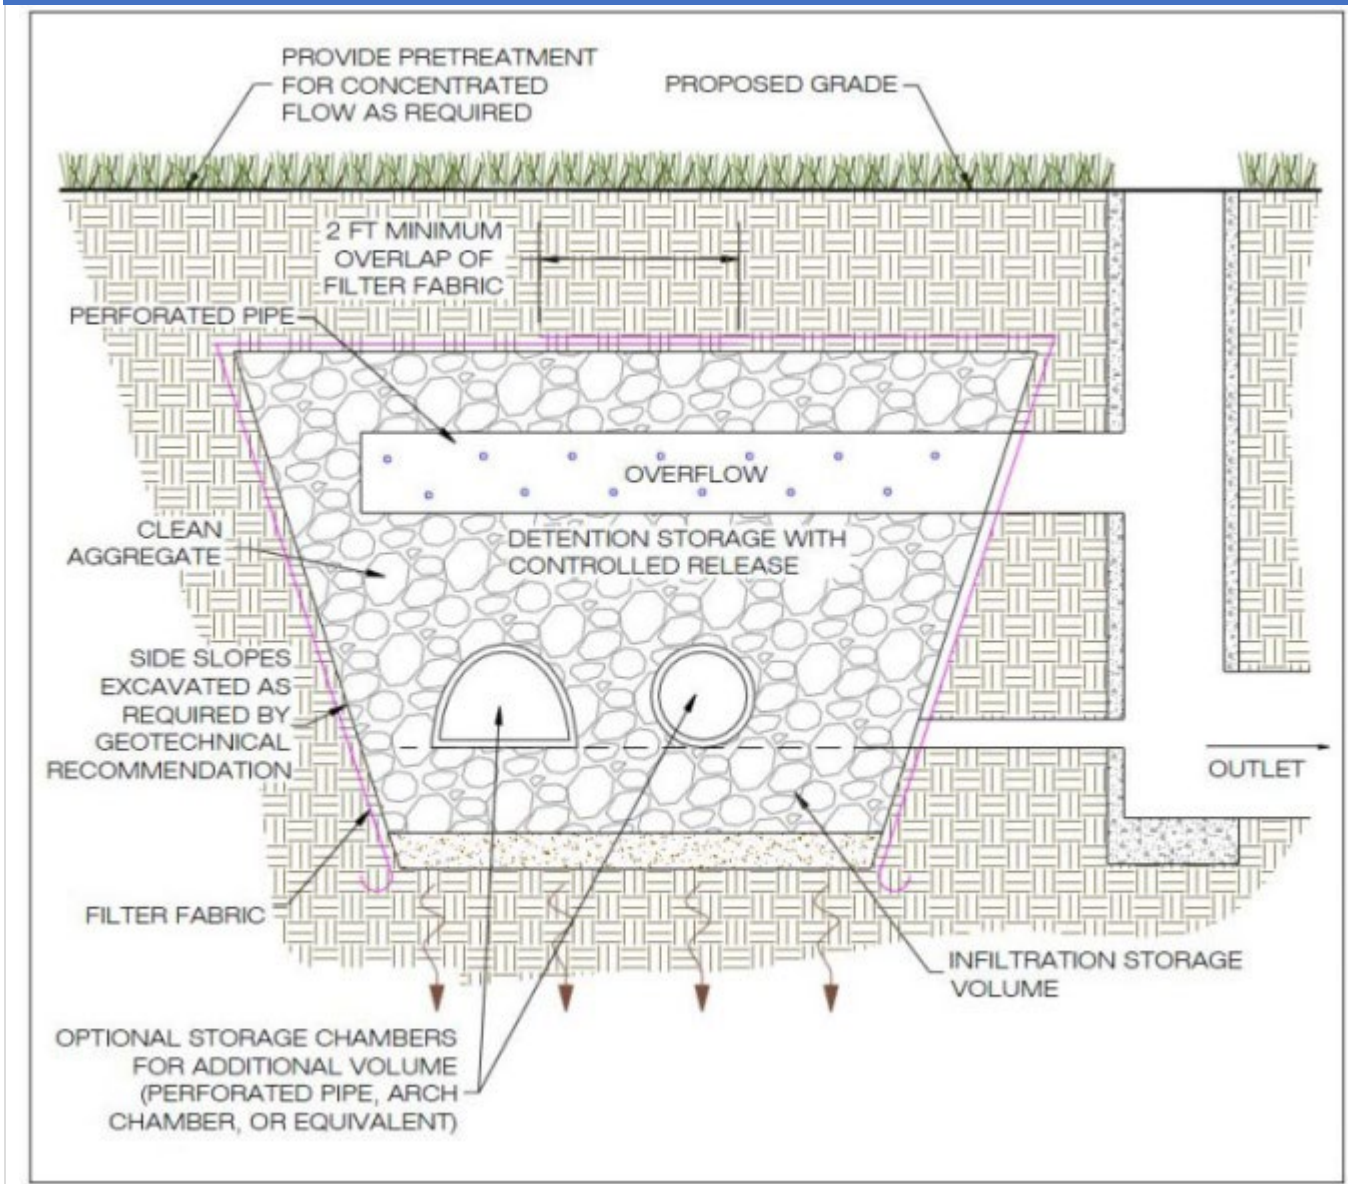 PROVIDE PRETREATMENT
FOR CONCENTRATED
FLOW AS REQUIRED
PROPOSED GRADE
2 FT MINIMUM
OVERLAP OF
FILTER FABRIC
PERFORATED PIPE
OVERFLOW
CLEAN
AGGREGATE
DETENTION STORAGE WITH
CONTROLLED RELEASE
SIDE SLOPES
EXCAVATED AS
REQUIRED BY
GEOTECHNICAL
RECOMMENDATION
OUTLET
FILTER FABRIC
INFILTRATION STORAGE
VOLUME
OPTIONAL STORAGE CHAMBERS
FOR ADDITIONAL VOLUME
(PERFORATED PIPE, ARCH
CHAMBER, OR EQUIVALENT)